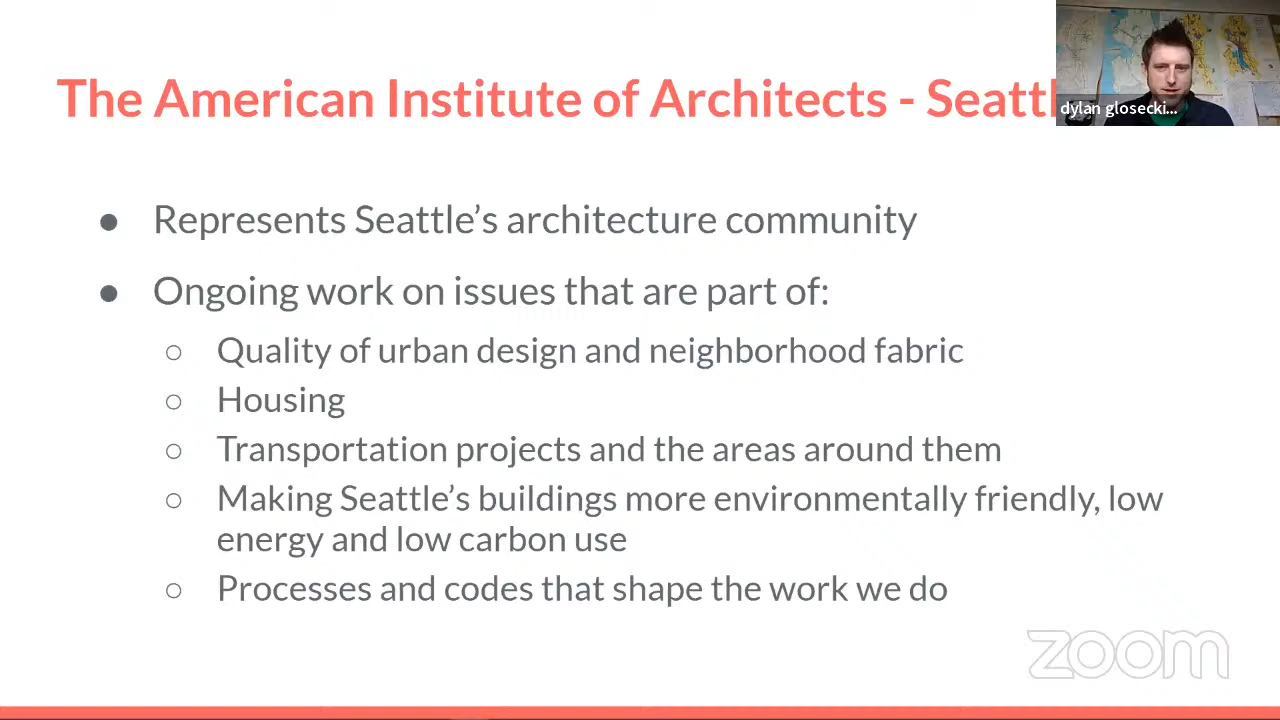 The American Institute of Architects - Seattl
dylan glosecki...
● Represents Seattle’s architecture community
● Ongoing work on issues that are part of:
○ Quality of urban design and neighborhood fabric
○ Housing
○ Transportation projects and the areas around them
○ Making Seattle’s buildings more environmentally friendly, low
energy and low carbon use
○ Processes and codes that shape the work we do
zoom